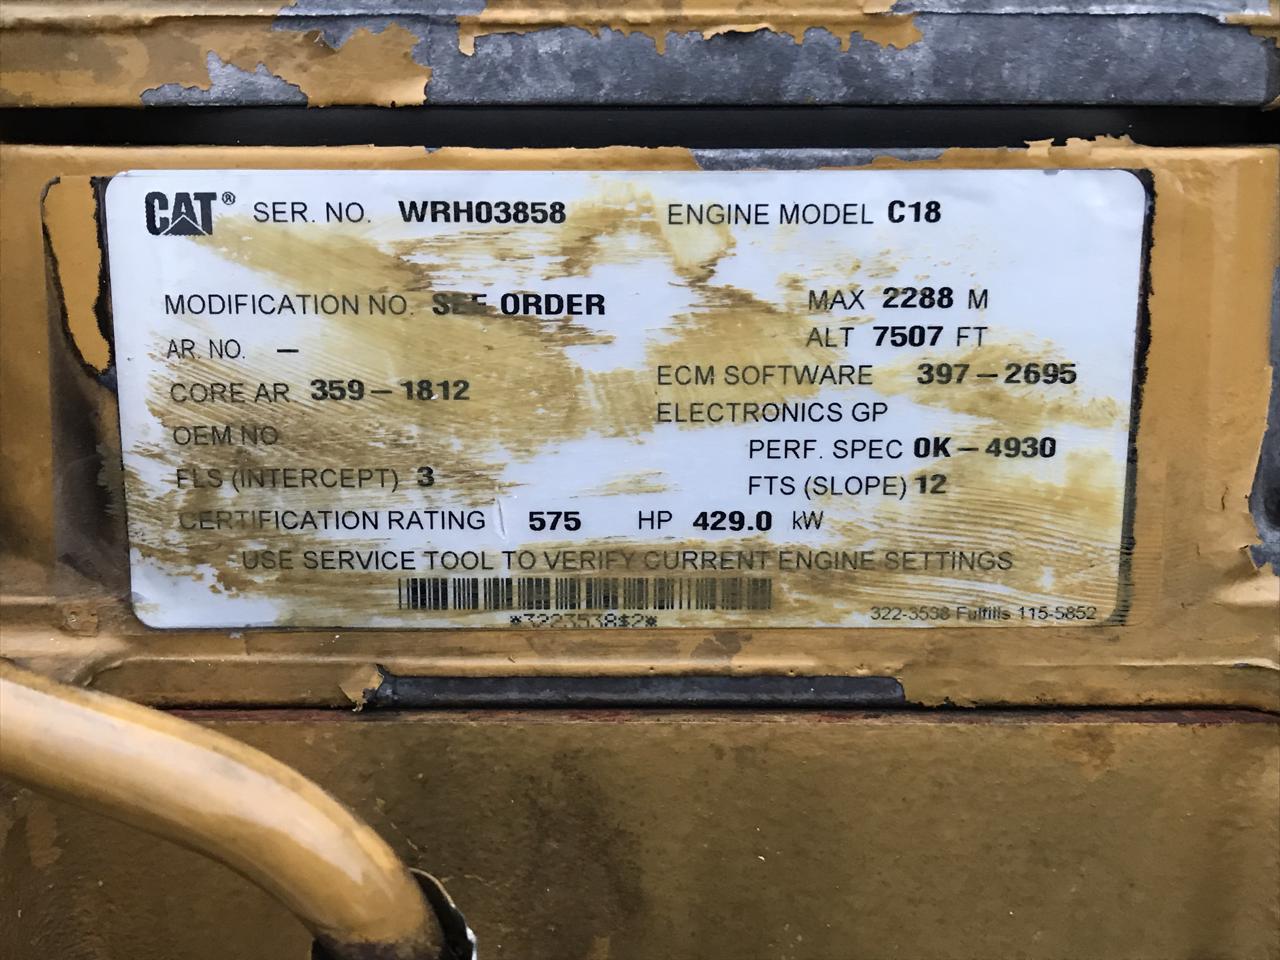 CAT® SER. NO. WRH03858 ENGINE MODEL C18
MODIFICATION NO. SEE ORDER MAX 2288 M
ALT 7507 FT
AR. NO. —
CORE AR 359-1812 ECM SOFTWARE 397-2695
ELECTRONICS GP
OEM NO
PERF. SPEC 0K-4930
FLS (INTERCEPT) 3 FTS (SLOPE) 12
CERTIFICATION RATING 575 HP 429.0 kW
USE SERVICE TOOL TO VERIFY CURRENT ENGINE SETTINGS
*3223538$2*
322-3538 Fulfills 115-5852